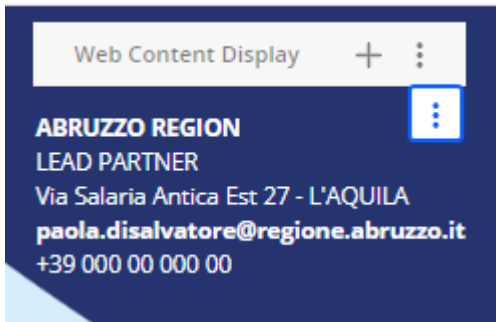 Web Content Display
ABRUZZO REGION
LEAD PARTNER
Via Salaria Antica Est 27 - L'AQUILA
paola.disalvatore@regione.abruzzo.it
+39 000 00 000 00